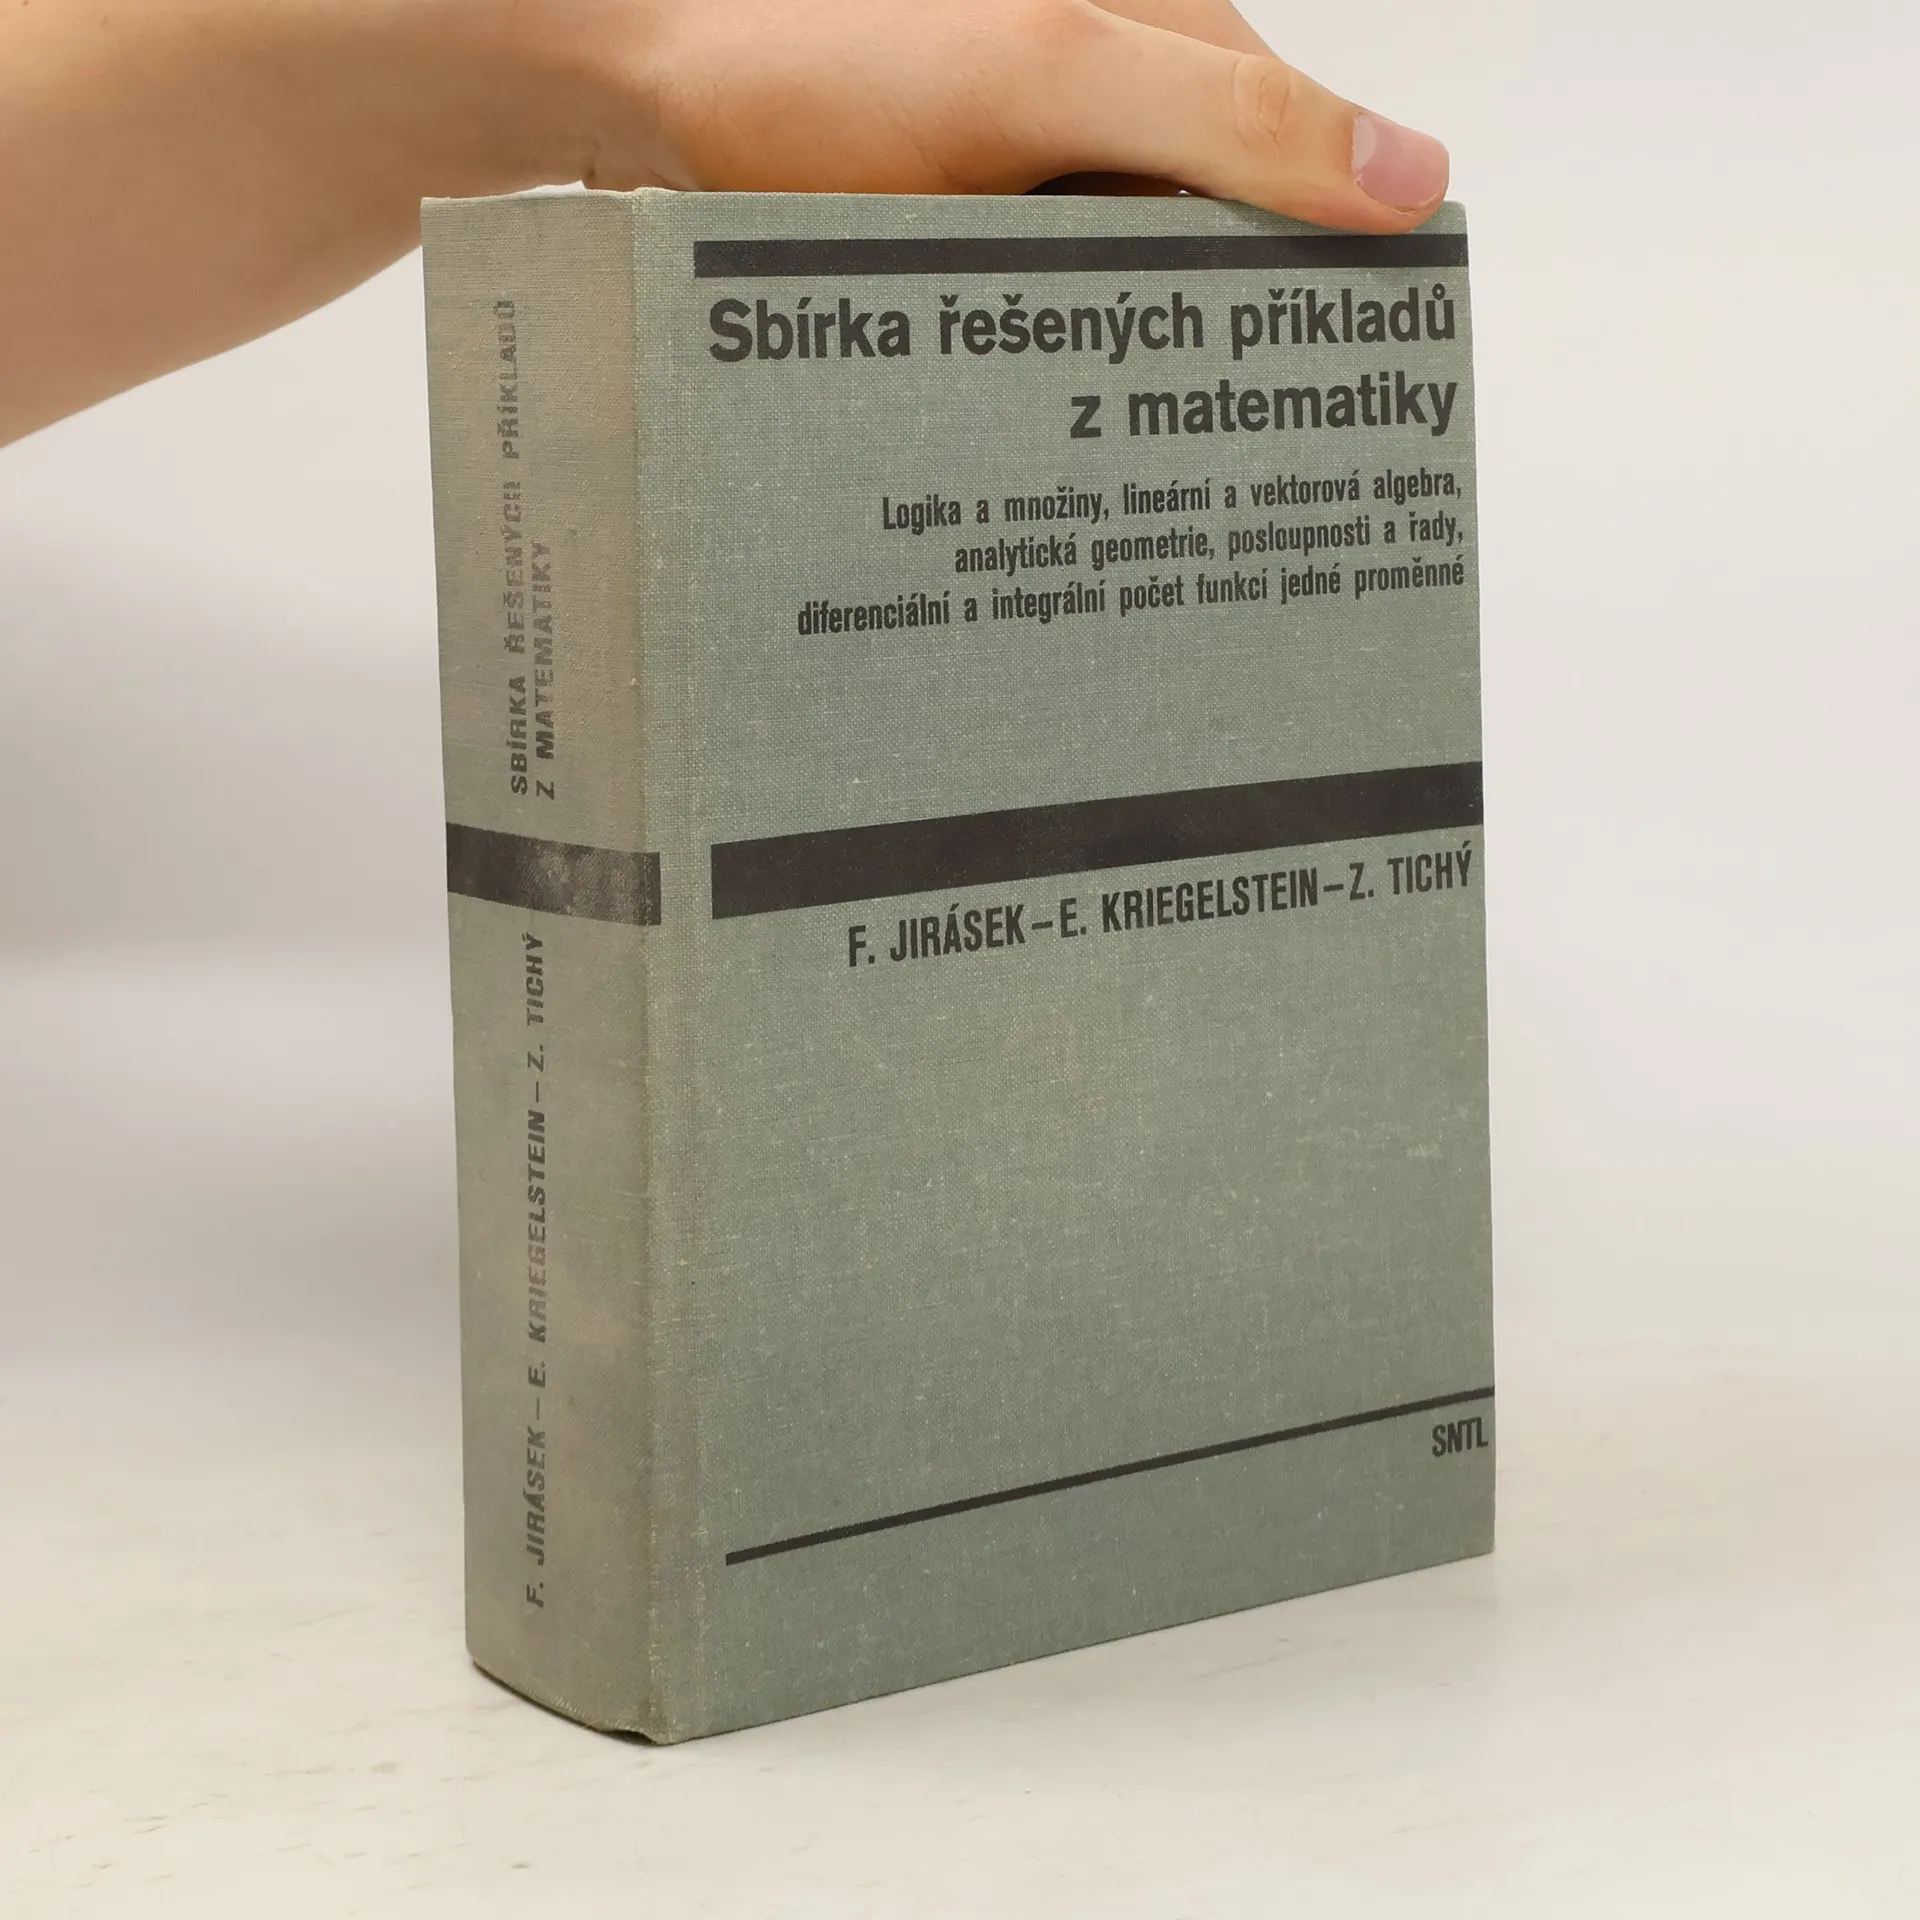 Sbírka řešených příkladů
z matematiky
Logika a množiny, lineární a vektorová algebra,
analytická geometrie, posloupnosti a řady,
diferenciální a integrální počet funkcí jedné proměnné
F. JIRÁSEK – E. KRIEGELSTEIN – Z. TICHÝ
SNTL
SBÍRKA ŘEŠENÝCH PŘÍKLADŮ
Z MATEMATIKY
F. JIRÁSEK – E. KRIEGELSTEIN – Z. TICHÝ